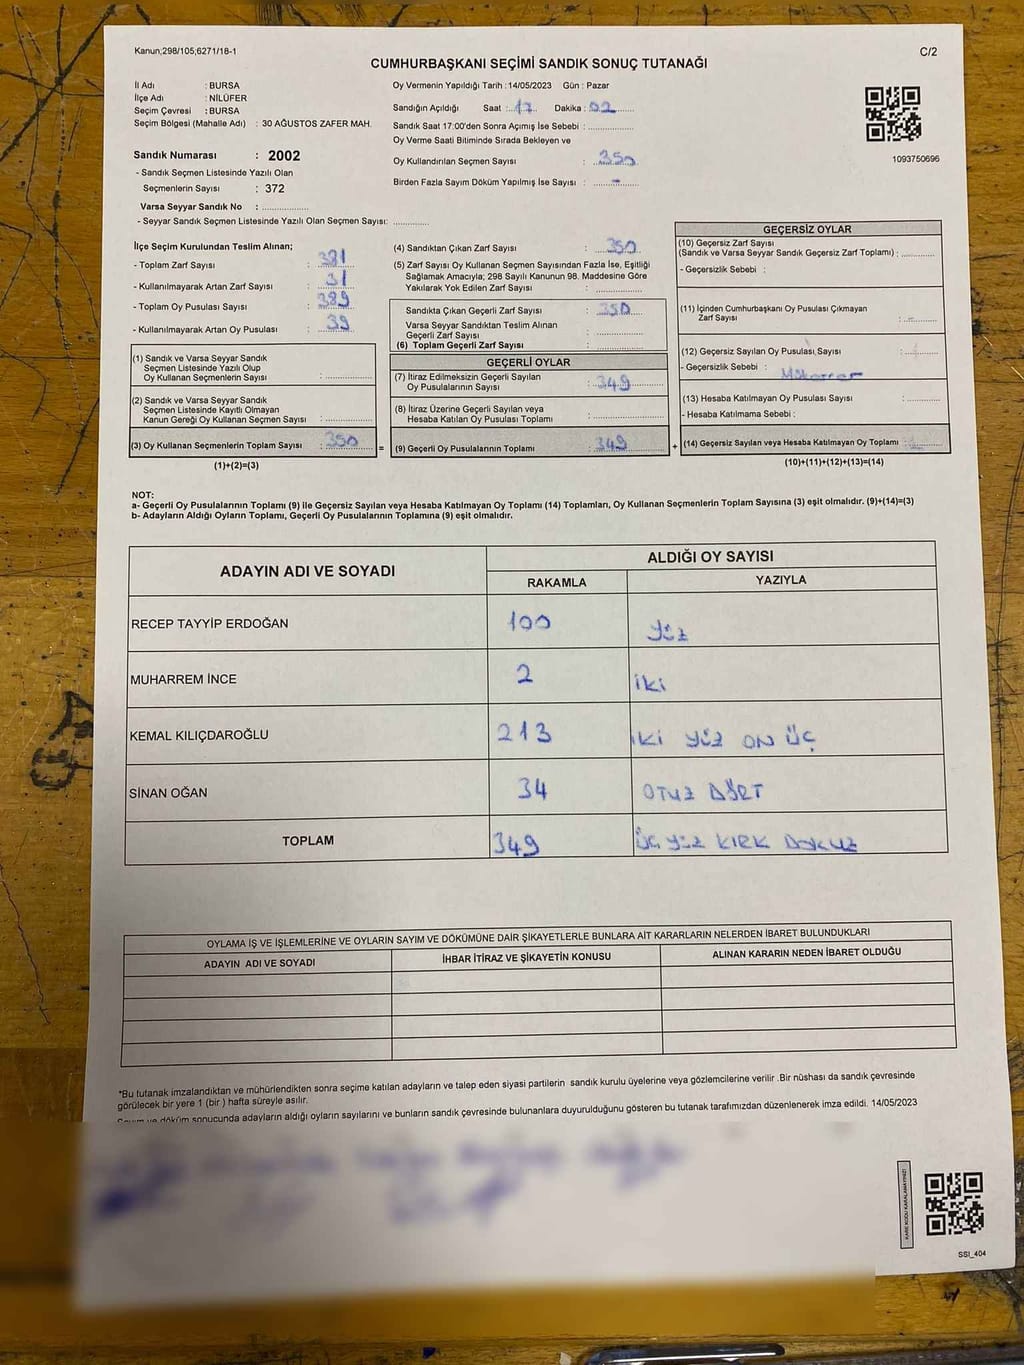 Kanun;298/105;6271/18-1
C/2
CUMHURBAŞKANI SEÇİMİ SANDIK SONUÇ TUTANAĞI
İl Adı : BURSA
İlçe Adı : NİLÜFER
Seçim Çevresi : BURSA
Seçim Bölgesi (Mahalle Adı) : 30 AĞUSTOS ZAFER MAH.
Oy Vermenin Yapıldığı Tarih : 14/05/2023 Gün : Pazar
Sandığın Açıldığı Saat : 17 Dakika : 02
Sandık Saat 17:00'den Sonra Açımış İse Sebebi :
Oy Verme Saati Bitiminde Sırada Bekleyen ve
Oy Kullandırılan Seçmen Sayısı : 350
Birden Fazla Sayım Döküm Yapılmış İse Sayısı : -
1093750696
Sandık Numarası : 2002
- Sandık Seçmen Listesinde Yazılı Olan
Seçmenlerin Sayısı : 372
Varsa Seyyar Sandık No :
- Seyyar Sandık Seçmen Listesinde Yazılı Olan Seçmen Sayısı:
İlçe Seçim Kurulundan Teslim Alınan;
- Toplam Zarf Sayısı : 381
- Kullanılmayarak Artan Zarf Sayısı : 31
- Toplam Oy Pusulası Sayısı : 389
- Kullanılmayarak Artan Oy Pusulası : 39
(1) Sandık ve Varsa Seyyar Sandık
Seçmen Listesinde Yazılı Olup
Oy Kullanan Seçmenlerin Sayısı :
(2) Sandık ve Varsa Seyyar Sandık
Seçmen Listesinde Kayıtlı Olmayan
Kanun Gereği Oy Kullanan Seçmen Sayısı :
(3) Oy Kullanan Seçmenlerin Toplam Sayısı : 350
(1)+(2)=(3)
(4) Sandıktan Çıkan Zarf Sayısı : 350
(5) Zarf Sayısı Oy Kullanan Seçmen Sayısından Fazla İse, Eşitliği
Sağlamak Amacıyla; 298 Sayılı Kanunun 98. Maddesine Göre
Yakılarak Yok Edilen Zarf Sayısı :
Sandıkta Çıkan Geçerli Zarf Sayısı : 350
Varsa Seyyar Sandıktan Teslim Alınan
Geçerli Zarf Sayısı :
(6) Toplam Geçerli Zarf Sayısı :
GEÇERLİ OYLAR
(7) İtiraz Edilmeksizin Geçerli Sayılan
Oy Pusulalarının Sayısı : 349
(8) İtiraz Üzerine Geçerli Sayılan veya
Hesaba Katılan Oy Pusulası Toplamı :
= (9) Geçerli Oy Pusulalarının Toplamı : 349 +
GEÇERSİZ OYLAR
(10) Geçersiz Zarf Sayısı
(Sandık ve Varsa Seyyar Sandık Geçersiz Zarf Toplamı) :
- Geçersizlik Sebebi :
(11) İçinden Cumhurbaşkanı Oy Pusulası Çıkmayan
Zarf Sayısı : -
(12) Geçersiz Sayılan Oy Pusulası Sayısı :
- Geçersizlik Sebebi :
(13) Hesaba Katılmayan Oy Pusulası Sayısı :
- Hesaba Katılmama Sebebi :
(14) Geçersiz Sayılan veya Hesaba Katılmayan Oy Toplamı :
(10)+(11)+(12)+(13)=(14)
NOT:
a- Geçerli Oy Pusulalarının Toplamı (9) ile Geçersiz Sayılan veya Hesaba Katılmayan Oy Toplamı (14) Toplamları, Oy Kullanan Seçmenlerin Toplam Sayısına (3) eşit olmalıdır. (9)+(14)=(3)
b- Adayların Aldığı Oyların Toplamı, Geçerli Oy Pusulalarının Toplamına (9) eşit olmalıdır.
ADAYIN ADI VE SOYADI
ALDIĞI OY SAYISI
RAKAMLA YAZIYLA
RECEP TAYYİP ERDOĞAN 100 yüz
MUHARREM İNCE 2 iki
KEMAL KILIÇDAROĞLU 213 iki yüz on üç
SİNAN OĞAN 34 OTUZ DÖRT
TOPLAM 349 üç yüz KIRK DOKUZ
OYLAMA İŞ VE İŞLEMLERİNE VE OYLARIN SAYIM VE DÖKÜMÜNE DAİR ŞİKAYETLERLE BUNLARA AİT KARARLARIN NELERDEN İBARET BULUNDUKLARI
ADAYIN ADI VE SOYADI İHBAR İTİRAZ VE ŞİKAYETİN KONUSU ALINAN KARARIN NEDEN İBARET OLDUĞU
*Bu tutanak imzalandıktan ve mühürlendikten sonra seçime katılan adayların ve talep eden siyasi partilerin sandık kurulu üyelerine veya gözlemcilerine verilir .Bir nüshası da sandık çevresinde
görülecek bir yere 1 (bir ) hafta süreyle asılır.
Sayım ve döküm sonucunda adayların aldığı oyların sayılarını ve bunların sandık çevresinde bulunanlara duyurulduğunu gösteren bu tutanak tarafımızdan düzenlenerek imza edildi. 14/05/2023
KARE KODU KARALAMAYINIZ!
SSİ_404